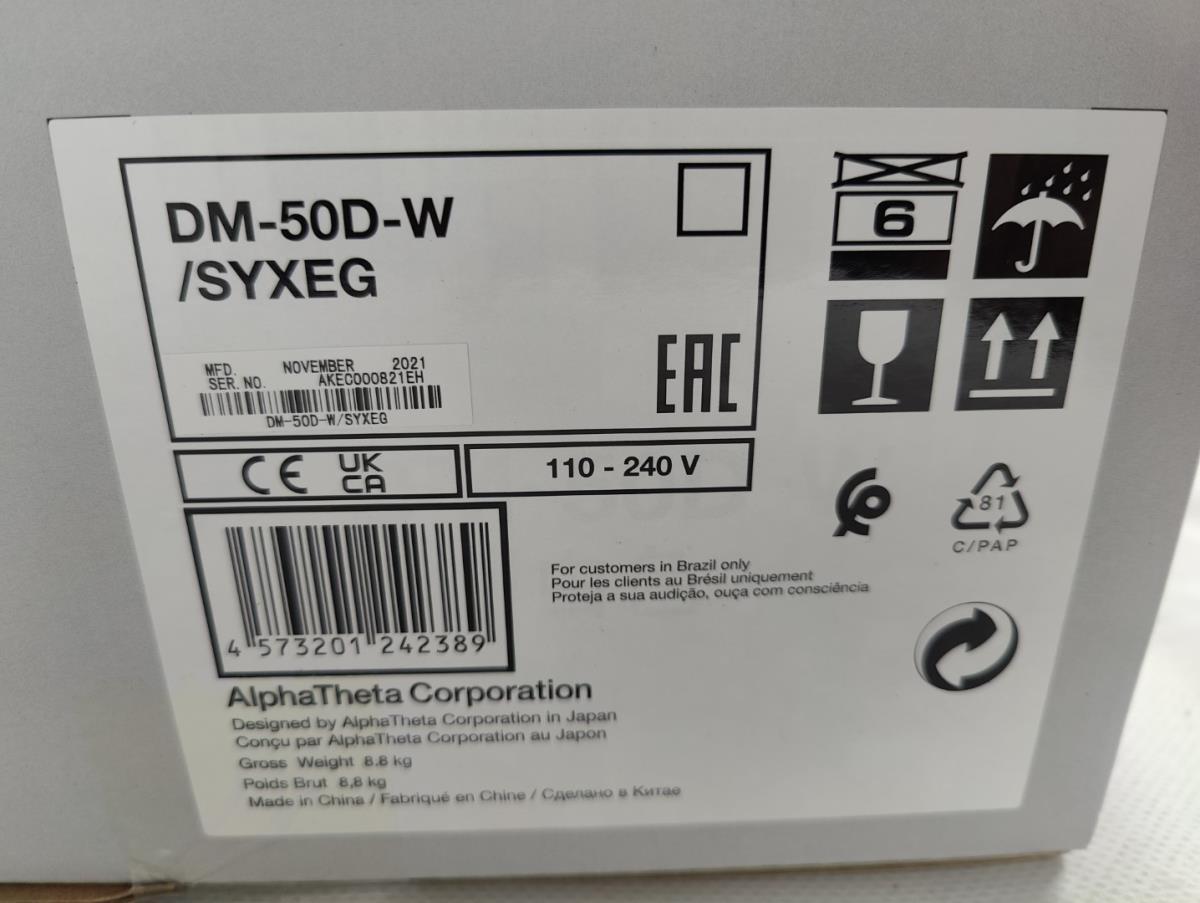 DM-50D-W
/SYXEG
MFD. NOVEMBER 2021
SER. NO. AKEC000821EH
DM-50D-W/SYXEG
EAC
CE UK
CA
110 - 240 V
4 573201 242389
6
81
C/PAP
For customers in Brazil only
Pour les clients au Brésil uniquement
Proteja a sua audição, ouça com consciência
AlphaTheta Corporation
Designed by AlphaTheta Corporation in Japan
Conçu par AlphaTheta Corporation au Japon
Gross Weight 8.8 kg
Poids Brut 8,8 kg
Made in China / Fabriqué en Chine / Сделано в Китае